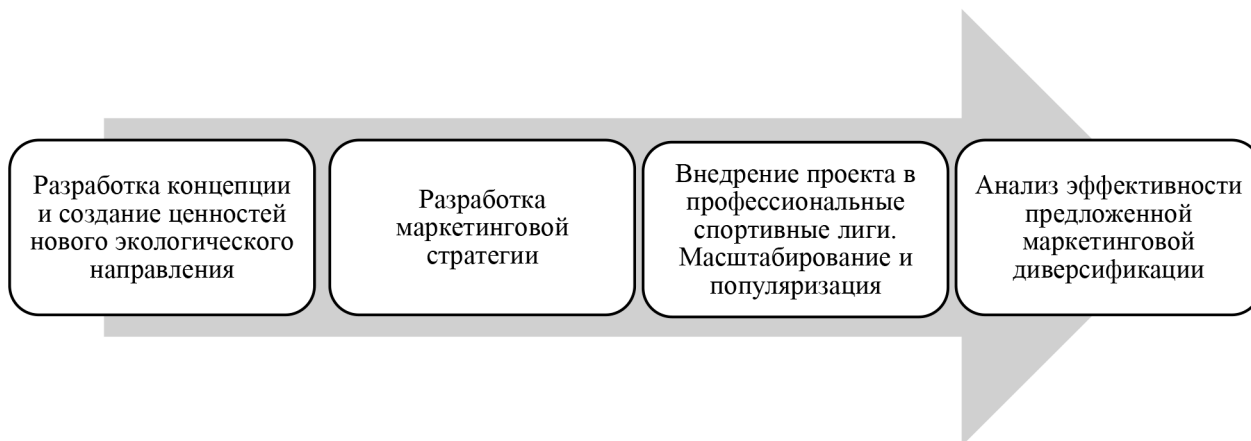 Разработка концепции
и создание ценностей
нового экологического
направления
Разработка
маркетинговой
стратегии
Внедрение проекта в
профессиональные
спортивные лиги.
Масштабирование и
популяризация
Анализ эффективности
предложенной
маркетинговой
диверсификации